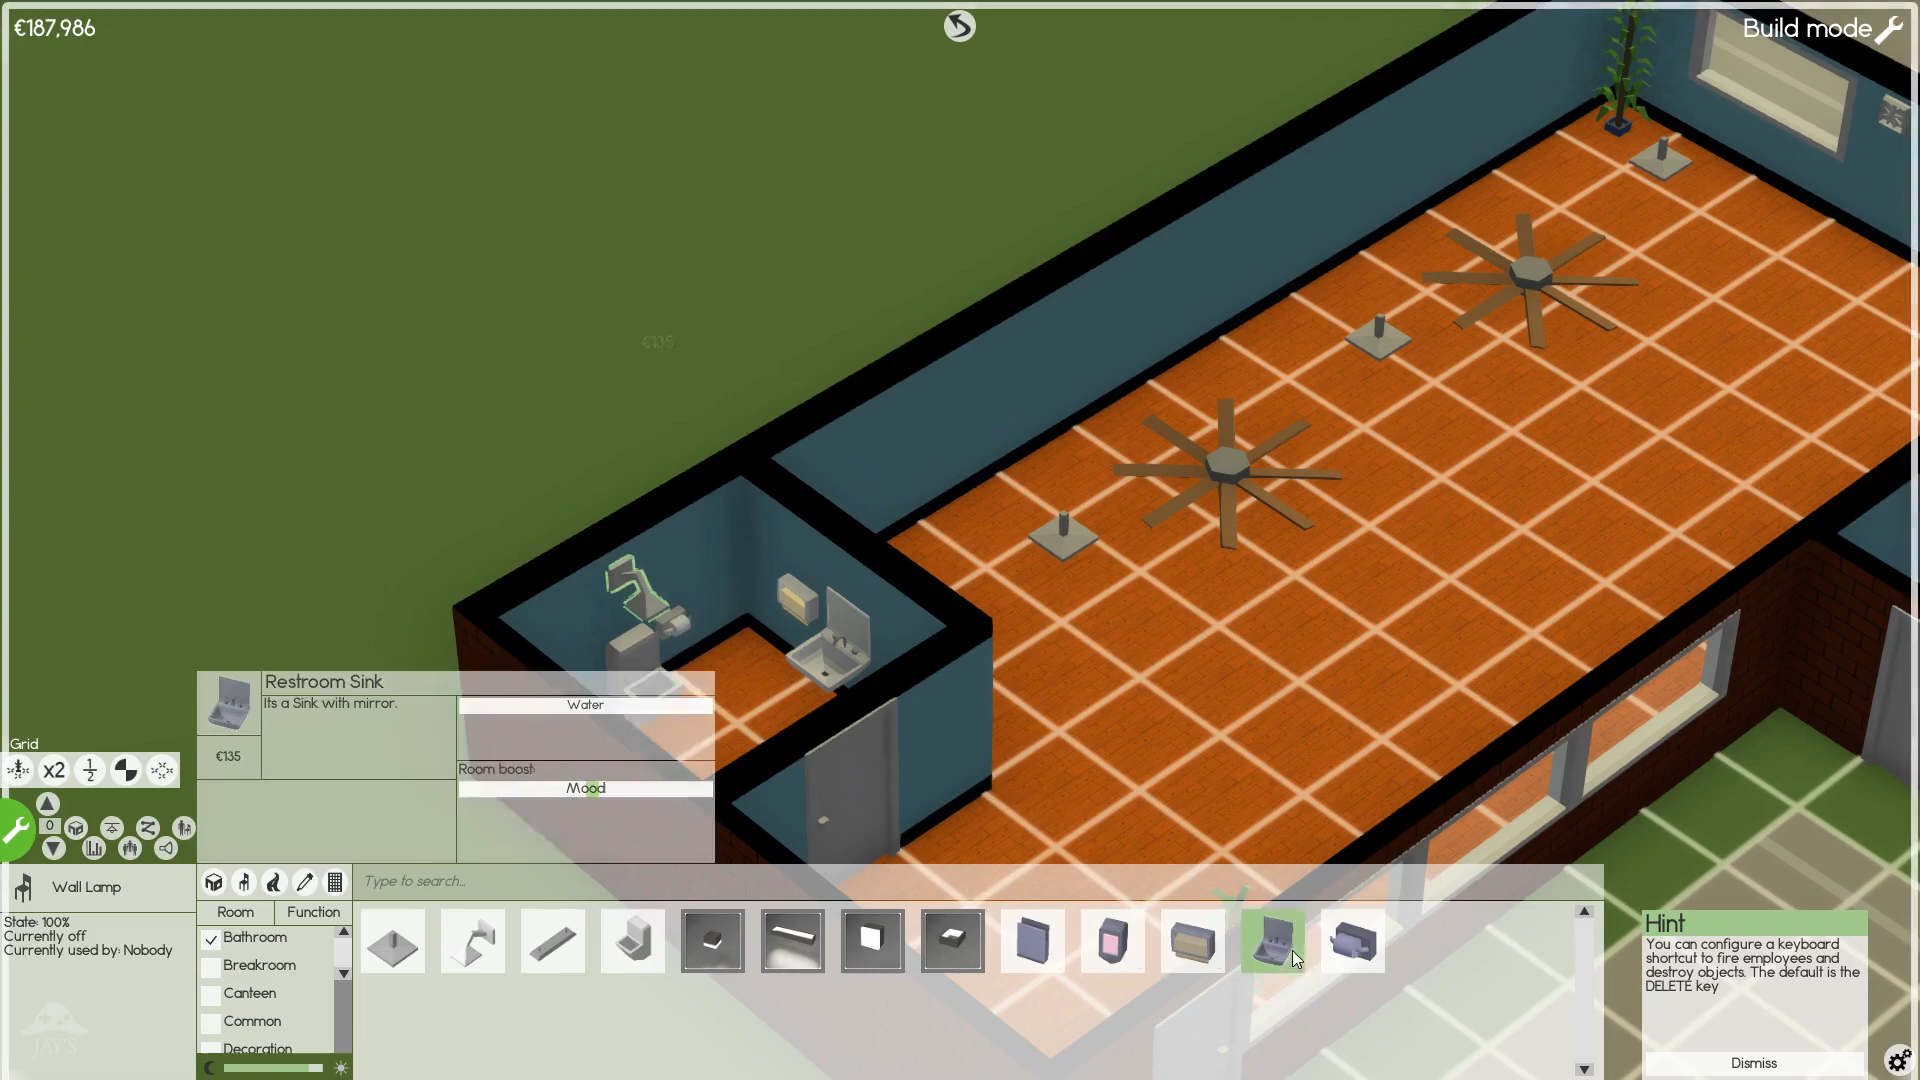 €187,986
Build mode
€135
Restroom Sink
Its a Sink with mirror.
Water
€135
Room boost:
Mood
Grid
x2
1/2
0
Wall Lamp
State: 100%
Currently off
Currently used by: Nobody
JAY'S
Type to search...
Room
Function
Bathroom
Breakroom
Canteen
Common
Decoration
Hint
You can configure a keyboard
shortcut to fire employees and
destroy objects. The default is the
DELETE key
Dismiss